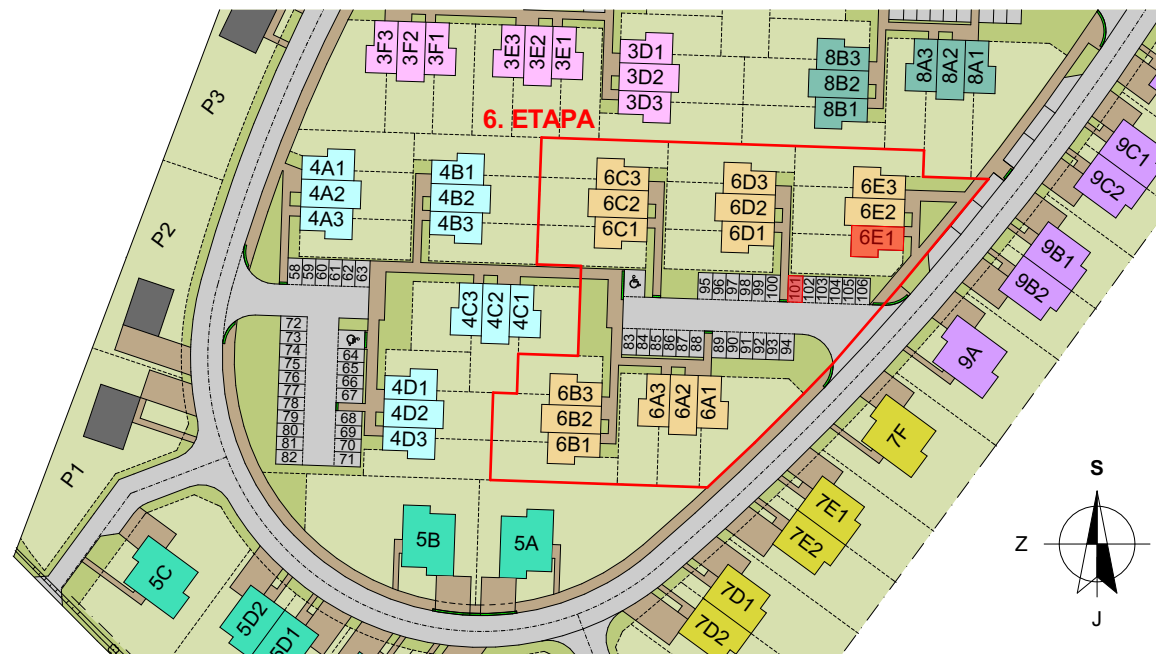 3F3
3F2
3F1
3E3
3E2
3E1
3D1
3D2
3D3
8B3
8B2
8B1
8A3
8A2
8A1
P3
6. ETAPA
9C1
9C2
4A1
4A2
4A3
4B1
4B2
4B3
6C3
6C2
6C1
6D3
6D2
6D1
6E3
6E2
6E1
P2
9B1
9B2
58
59
60
61
62
63
95
96
97
98
99
100
101
102
103
104
105
106
4C3
4C2
4C1
72
73
74
75
76
77
78
79
80
81
82
64
65
66
67
68
69
70
71
83
84
85
86
87
88
89
90
91
92
93
94
9A
4D1
4D2
4D3
6B3
6B2
6B1
6A3
6A2
6A1
7F
P1
7E1
7E2
5B
5A
5C
5D2
5D1
7D1
7D2
S
Z
J